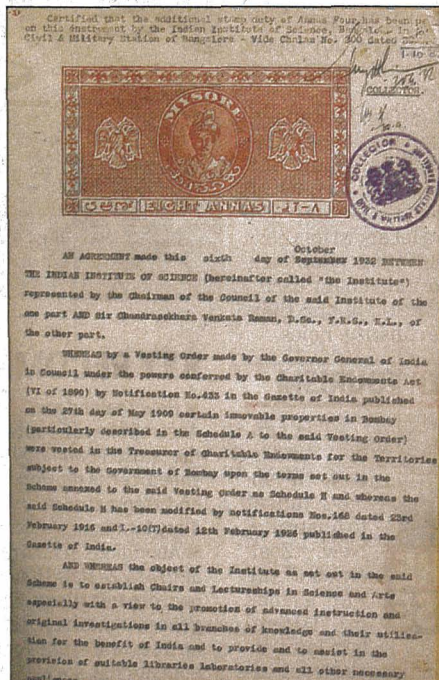 Certified that the additional stamp duty of Annas Four has been
on this instrument by the Indian Institute of Science, Bangalore in
Civil & Military Station of Bangalore - Vide Chalan No. 300 dated
COLLECTOR.
MYSORE
EIGHT ANNAS
COLLECTOR
CIVIL & MILITARY STATION
October
AN AGREEMENT made this sixth day of September 1932 BETWEEN
THE INDIAN INSTITUTE OF SCIENCE (hereinafter called "the Institute")
represented by the Chairman of the Council of the said Institute of the
one part AND Sir Chandrasekhara Venkata Raman, D.Sc., F.R.S., N.L., of
the other part.
WHEREAS by a Vesting Order made by the Governor General of India
in Council under the powers conferred by the Charitable Endowments Act
(VI of 1890) by Notification No.433 in the Gazette of India published
on the 27th day of May 1909 certain immovable properties in Bombay
(particularly described in the Schedule A to the said Vesting Order)
were vested in the Treasurer of Charitable Endowments for the Territories
subject to the Government of Bombay upon the terms set out in the
Scheme annexed to the said Vesting Order as Schedule H and whereas the
said Schedule H has been modified by notifications Nos.168 dated 23rd
February 1916 and dated 12th February 1926 published in the
Gazette of India.
AND WHEREAS the object of the Institute as set out in the said
Scheme is to establish Chairs and Lectureships in Science and Arts
especially with a view to the promotion of advanced instruction and
original investigations in all branches of knowledge and their utilisa-
tion for the benefit of India and to provide and to assist in the
provision of suitable libraries laboratories and all other necessary